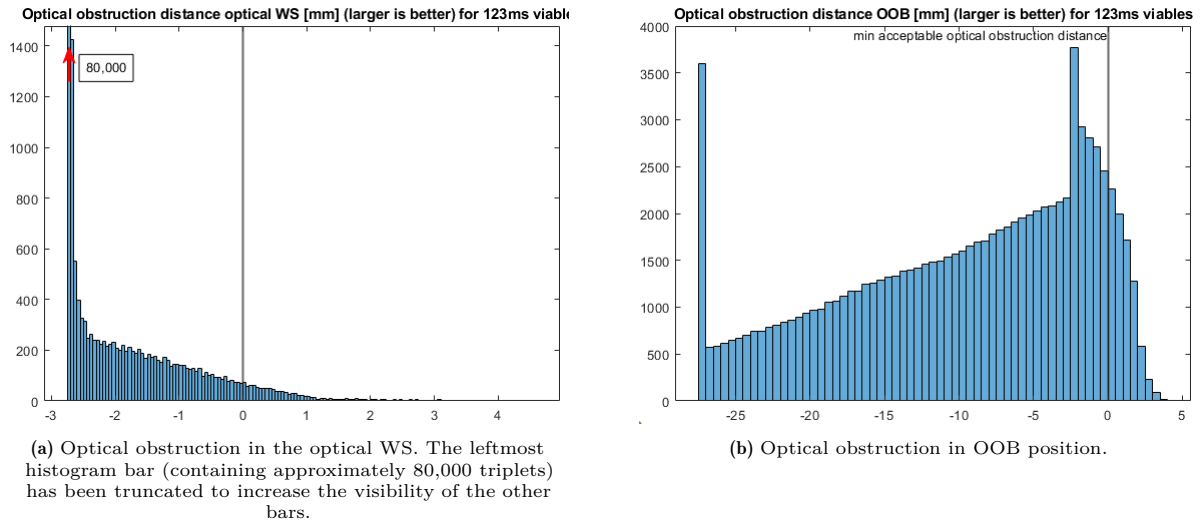 Optical obstruction distance optical WS [mm] (larger is better) for 123ms viable
1400
1200
1000
800
600
400
200
0
80,000
-3 -2 -1 0 1 2 3 4
(a) Optical obstruction in the optical WS. The leftmost
histogram bar (containing approximately 80,000 triplets)
has been truncated to increase the visibility of the other
bars.
Optical obstruction distance OOB [mm] (larger is better) for 123ms viables
min acceptable optical obstruction distance
4000
3500
3000
2500
2000
1500
1000
500
0
-25 -20 -15 -10 -5 0 5
(b) Optical obstruction in OOB position.